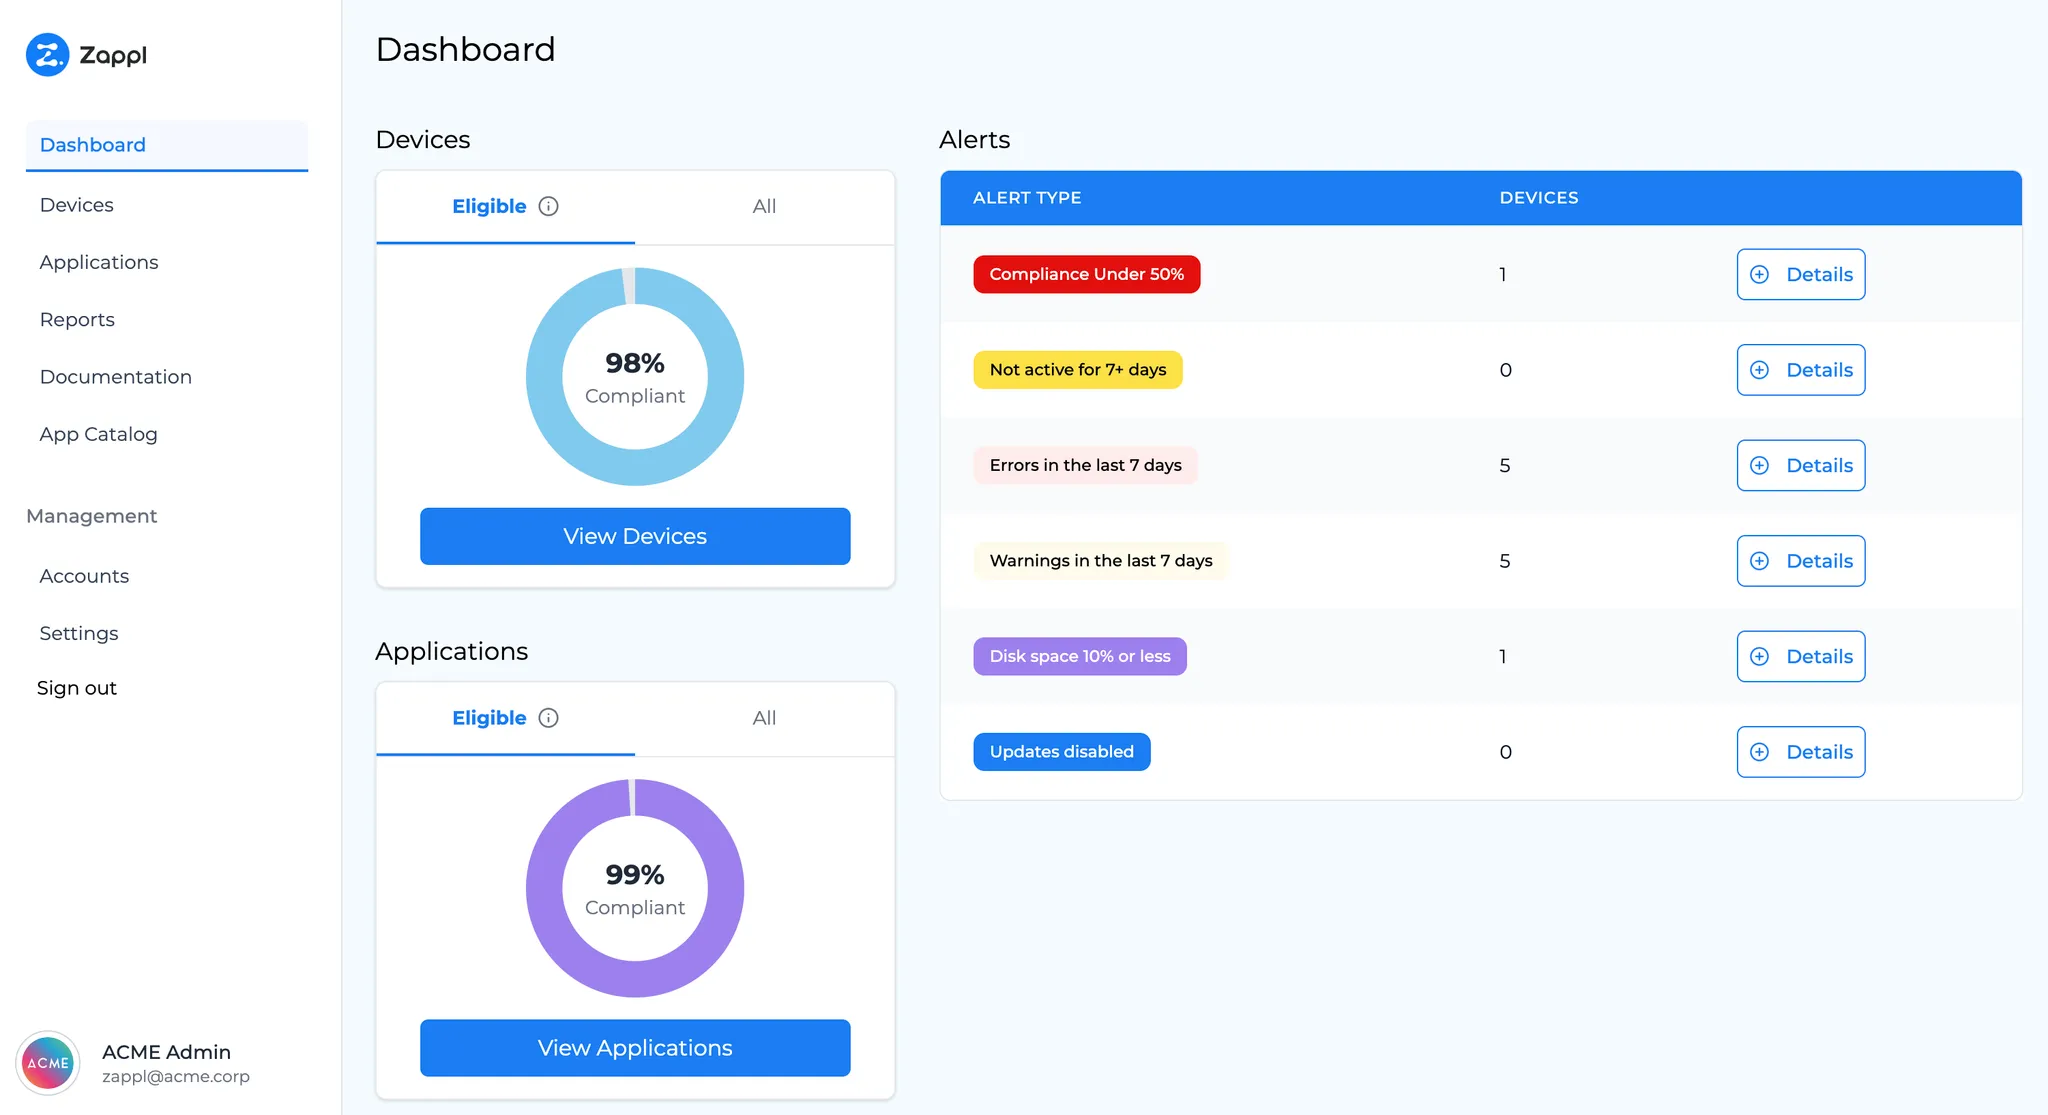 Zappl
Dashboard
Devices
Applications
Reports
Documentation
App Catalog
Management
Accounts
Settings
Sign out
ACME
ACME Admin
zappl@acme.corp
Dashboard
Devices
Eligible All
98%
Compliant
View Devices
Applications
Eligible All
99%
Compliant
View Applications
Alerts
ALERT TYPE DEVICES
Compliance Under 50% 1 Details
Not active for 7+ days 0 Details
Errors in the last 7 days 5 Details
Warnings in the last 7 days 5 Details
Disk space 10% or less 1 Details
Updates disabled 0 Details